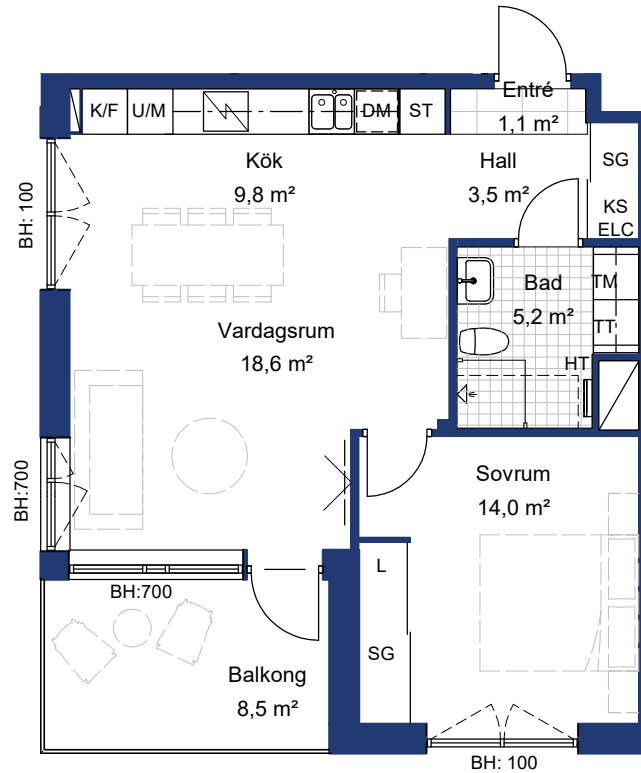 Entré
1,1 m²
K/F
U/M
DM
ST
Kök
9,8 m²
Hall
3,5 m²
SG
KS
ELC
BH: 100
Bad
5,2 m²
TM
TT
HT
Vardagsrum
18,6 m²
BH:700
Sovrum
14,0 m²
L
SG
BH:700
Balkong
8,5 m²
BH: 100